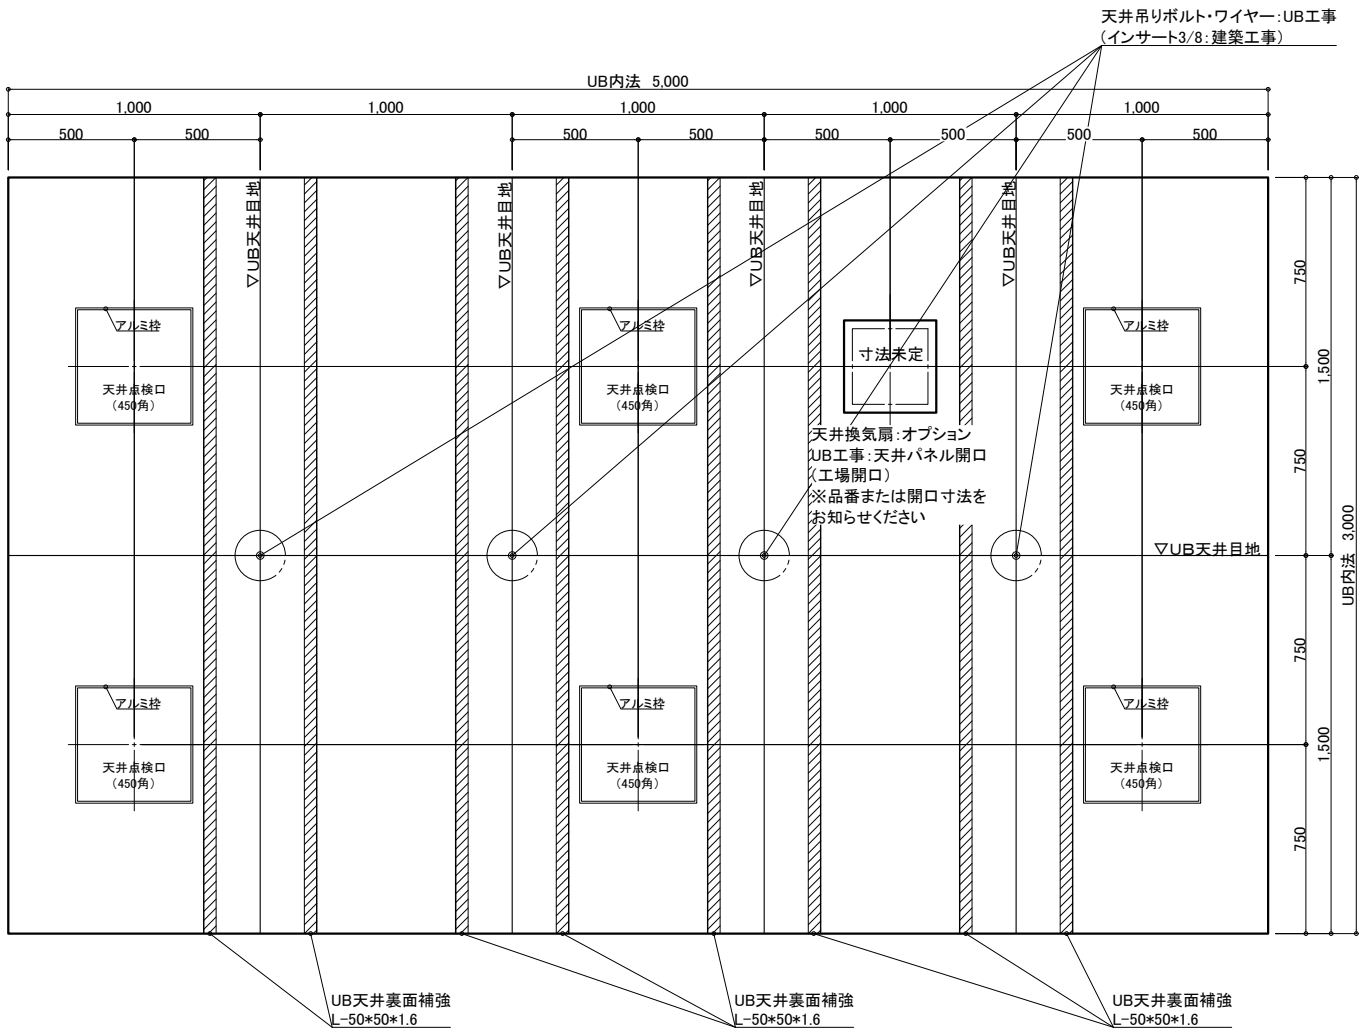 天井吊りボルト・ワイヤー:UB工事
(インサート3/8:建築工事)
UB内法 5,000
1,000
1,000
1,000
1,000
1,000
500
500
500
500
500
500
500
500
▽UB天井目地
▽UB天井目地
▽UB天井目地
▽UB天井目地
750
アルミ枠
アルミ枠
アルミ枠
寸法未定
1,500
天井点検口
(450角)
天井点検口
(450角)
天井点検口
(450角)
天井換気扇:オプション
UB工事:天井パネル開口
(工場開口)
※品番または開口寸法を
お知らせください
750
▽UB天井目地
UB内法 3,000
750
アルミ枠
アルミ枠
アルミ枠
1,500
天井点検口
(450角)
天井点検口
(450角)
天井点検口
(450角)
750
UB天井裏面補強
L-50*50*1.6
UB天井裏面補強
L-50*50*1.6
UB天井裏面補強
L-50*50*1.6